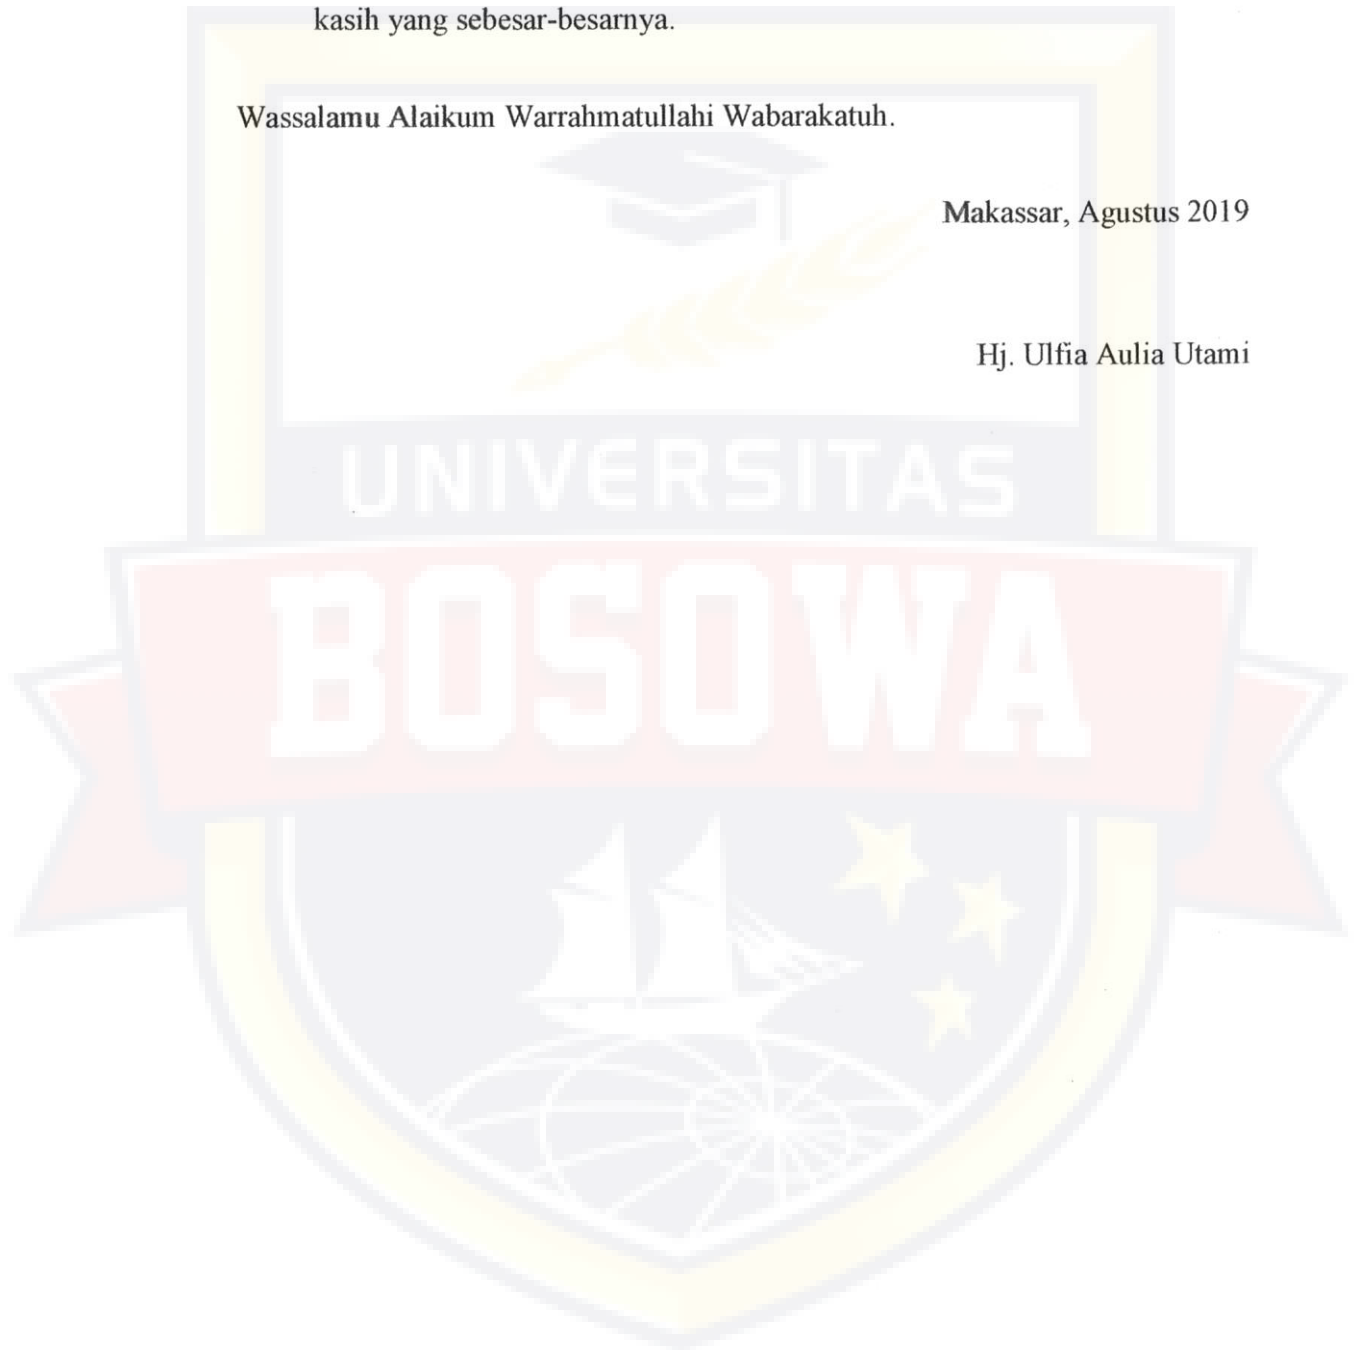 kasih yang sebesar-besarnya.
Wassalamu Alaikum Warrahmatullahi Wabarakatuh.
Makassar, Agustus 2019
Hj. Ulfia Aulia Utami
UNIVERSITAS
BOSOWA